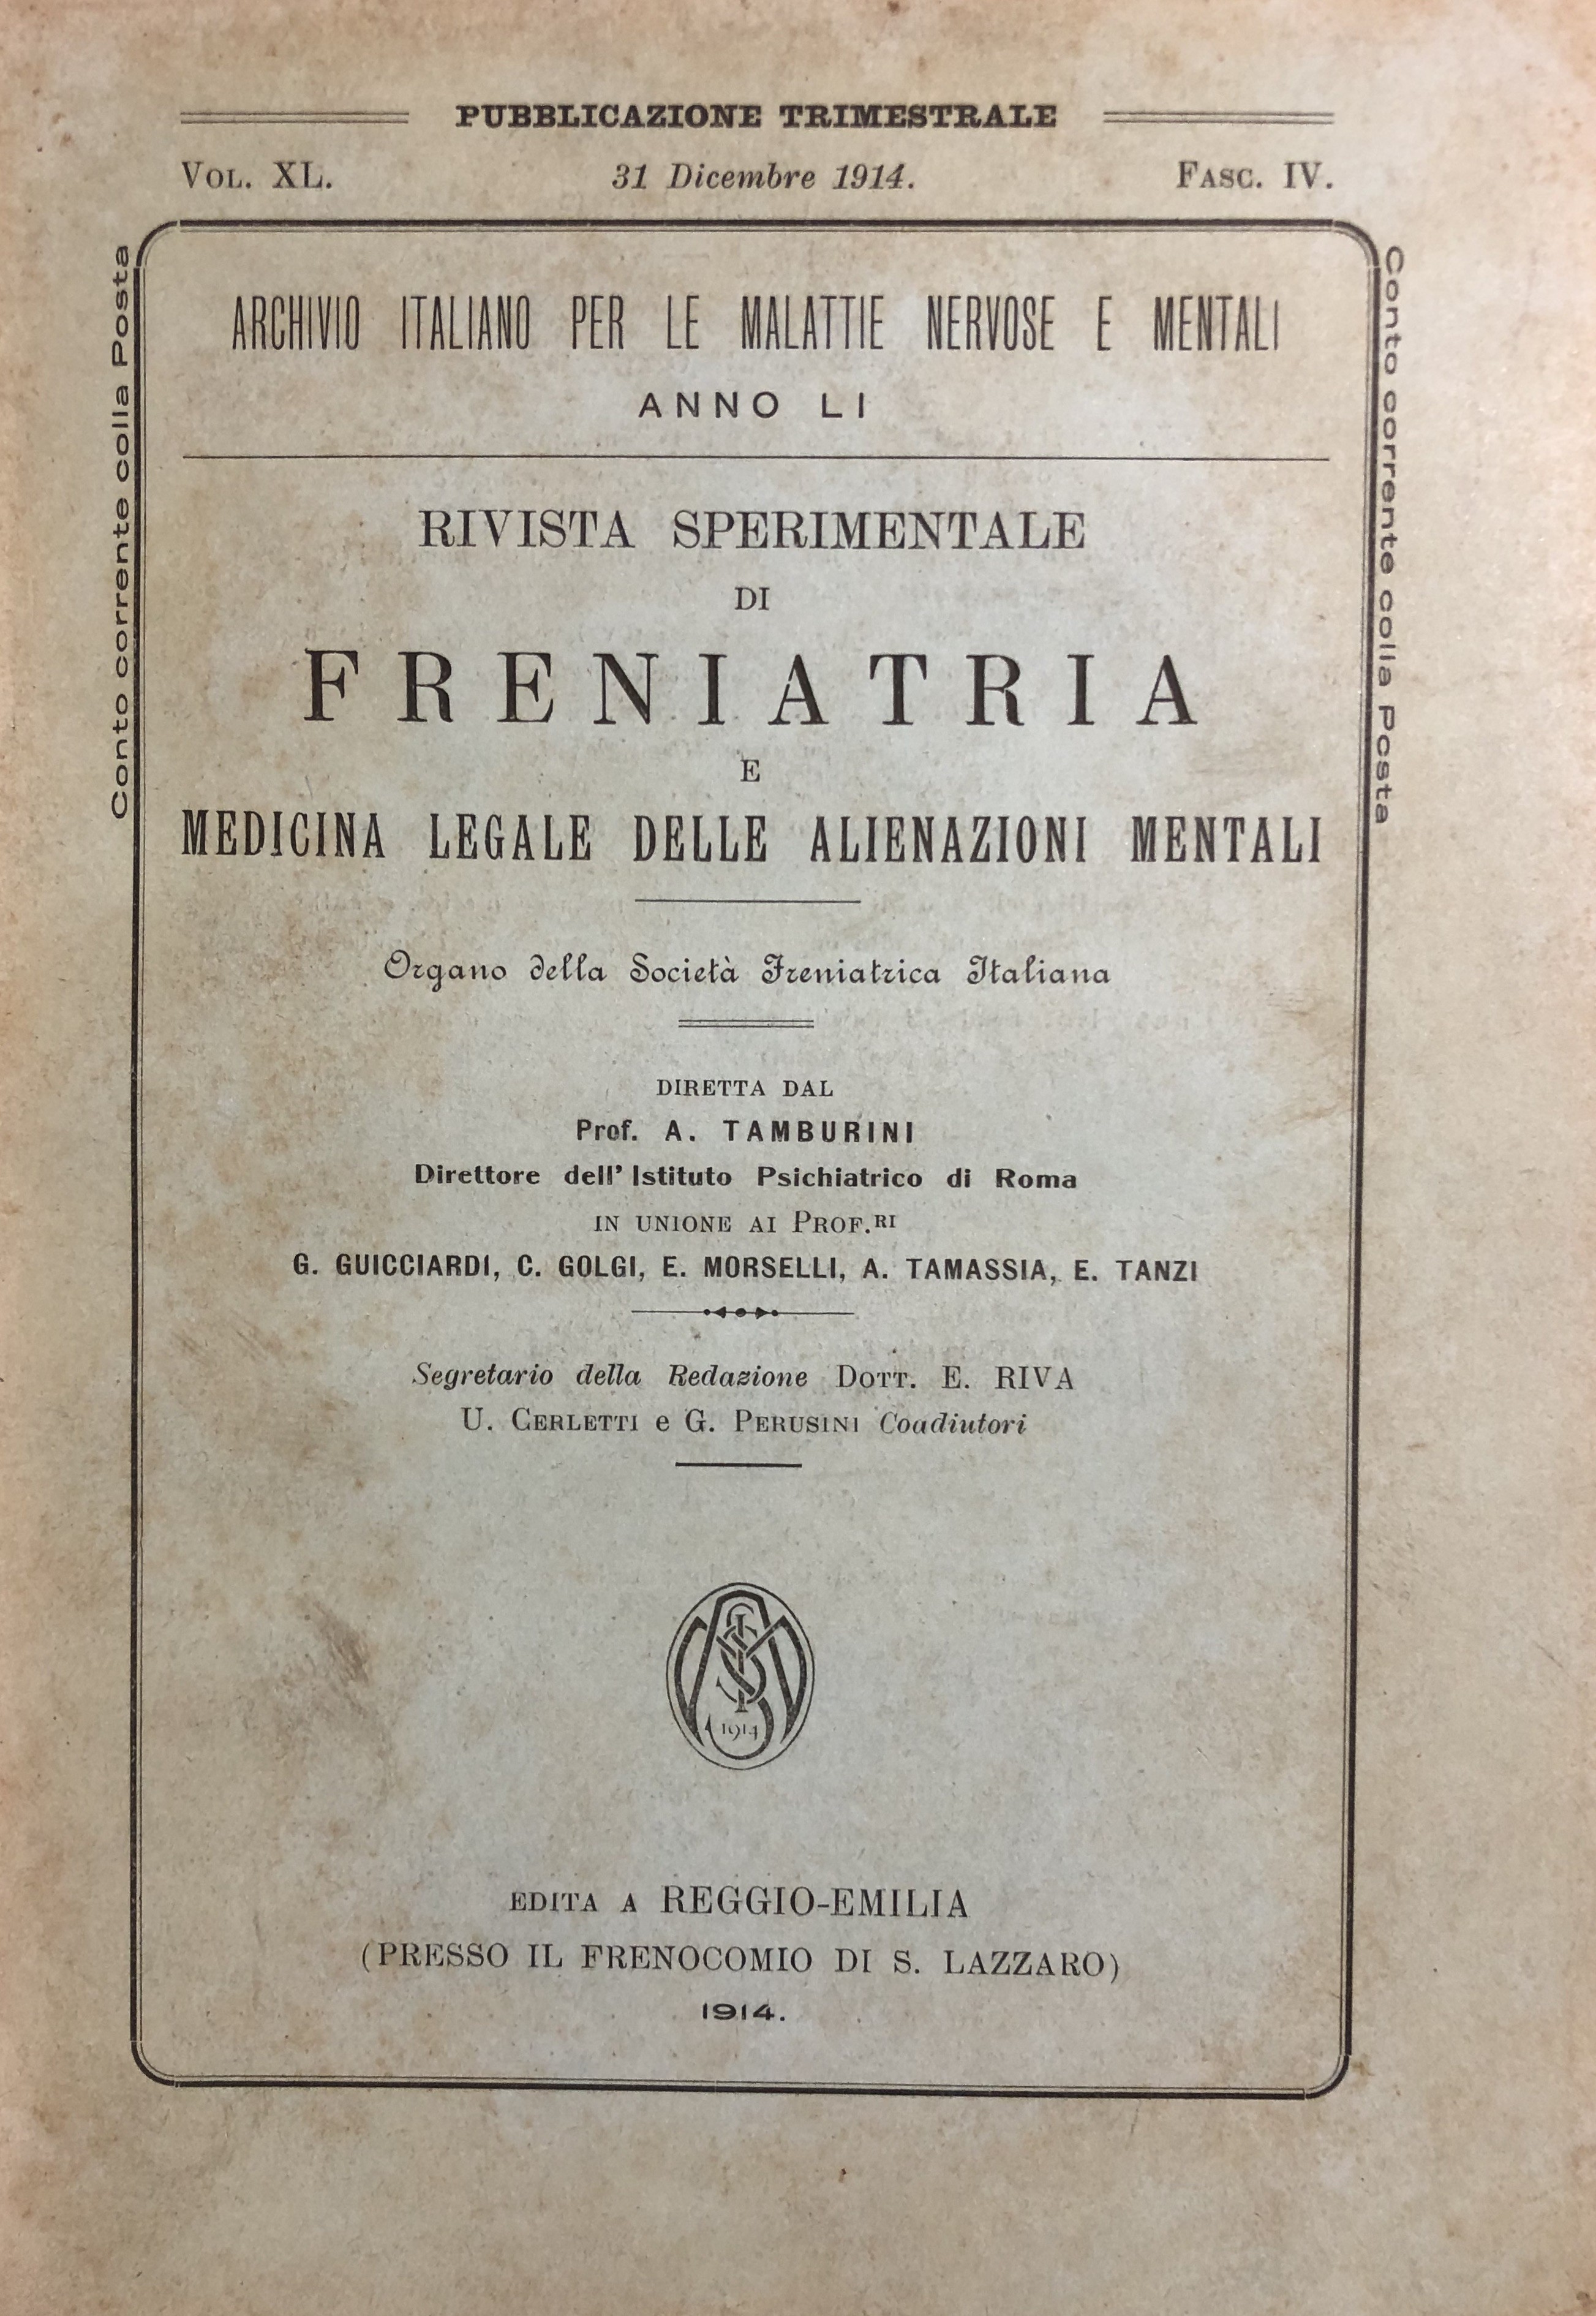 PUBBLICAZIONE TRIMESTRALE
VOL. XL. 31 Dicembre 1914. FASC. IV.
Conto corrente colla Posta
Conto corrente colla Posta
ARCHIVIO ITALIANO PER LE MALATTIE NERVOSE E MENTALI
ANNO LI
RIVISTA SPERIMENTALE
DI
FRENIATRIA
E
MEDICINA LEGALE DELLE ALIENAZIONI MENTALI
Organo della Società Freniatrica Italiana
DIRETTA DAL
Prof. A. TAMBURINI
Direttore dell' Istituto Psichiatrico di Roma
IN UNIONE AI PROF.RI
G. GUICCIARDI, C. GOLGI, E. MORSELLI, A. TAMASSIA, E. TANZI
Segretario della Redazione DOTT. E. RIVA
U. CERLETTI e G. PERUSINI Coadiutori
1914
EDITA A REGGIO-EMILIA
(PRESSO IL FRENOCOMIO DI S. LAZZARO)
1914.